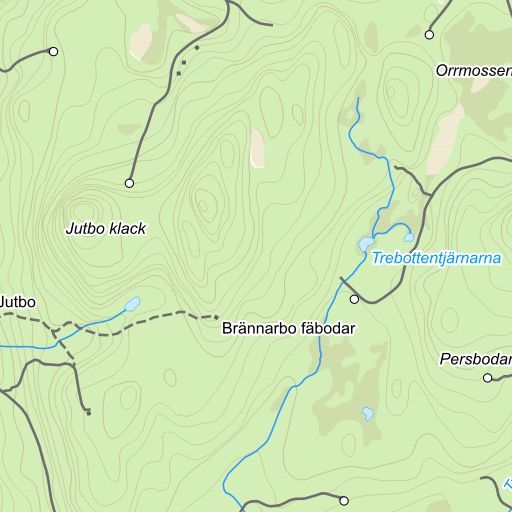 Orrmossen
Jutbo klack
Trebottentjärnarna
Jutbo
Brännarbo fäbodar
Persbodar